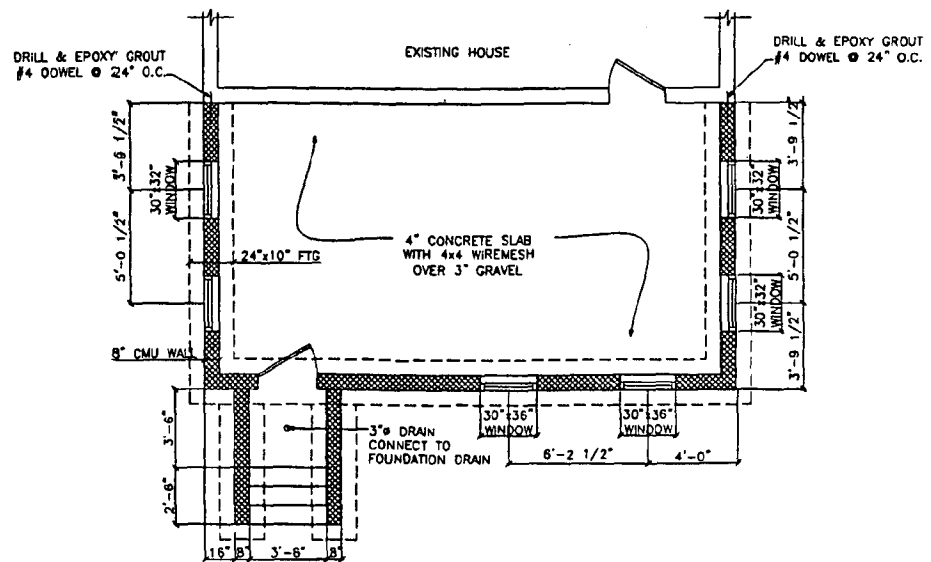 EXISTING HOUSE
DRILL & EPOXY GROUT
#4 DOWEL @ 24" O.C.
DRILL & EPOXY GROUT
#4 DOWEL @ 24" O.C.
3'-9 1/2"
30"x32"
WINDOW
5'-0 1/2"
24"x10" FTG
8" CMU WALL
4" CONCRETE SLAB
WITH 4x4 WIREMESH
OVER 3" GRAVEL
3'-9 1/2"
5'-0 1/2"
30"x32"
WINDOW
3'-9 1/2"
30"x36"
WINDOW
30"x36"
WINDOW
6'-2 1/2"
4'-0"
3"ø DRAIN
CONNECT TO
FOUNDATION DRAIN
3'-6"
2'-6"
16"
8"
3'-6"
8"